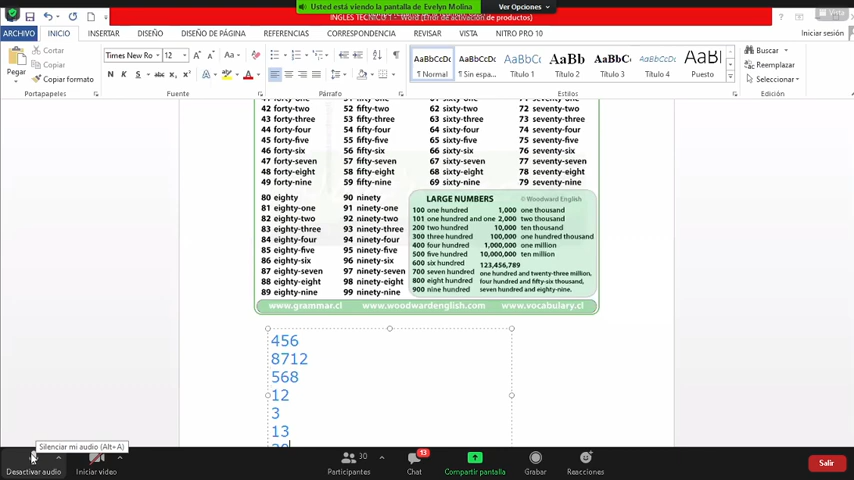 Usted está viendo la pantalla de Evelyn Molina
Ver Opciones
Vista
INGLES TECNICO 1 - Word (Error de activación de productos)
ARCHIVO INICIO INSERTAR DISEÑO DISEÑO DE PÁGINA REFERENCIAS CORRESPONDENCIA REVISAR VISTA NITRO PRO 10 Iniciar sesión
Pegar
Cortar
Copiar
Copiar formato
Portapapeles
Times New Ro 12 Aa
N K S abc x₂ x² A A
Fuente
Párrafo
AaBbCcDc AaBbCcDc AaBbCc AaBb AaBbCc AaBbCcDc AaBl
¶ Normal ¶ Sin espa... Título 1 Título 2 Título 3 Título 4 Puesto
Estilos
Buscar
Reemplazar
Seleccionar
Edición
42 forty-two 52 fifty-two 62 sixty-two 72 seventy-two
43 forty-three 53 fifty-three 63 sixty-three 73 seventy-three
44 forty-four 54 fifty-four 64 sixty-four 74 seventy-four
45 forty-five 55 fifty-five 65 sixty-five 75 seventy-five
46 forty-six 56 fifty-six 66 sixty-six 76 seventy-six
47 forty-seven 57 fifty-seven 67 sixty-seven 77 seventy-seven
48 forty-eight 58 fifty-eight 68 sixty-eight 78 seventy-eight
49 forty-nine 59 fifty-nine 69 sixty-nine 79 seventy-nine
80 eighty 90 ninety
81 eighty-one 91 ninety-one
82 eighty-two 92 ninety-two
83 eighty-three 93 ninety-three
84 eighty-four 94 ninety-four
85 eighty-five 95 ninety-five
86 eighty-six 96 ninety-six
87 eighty-seven 97 ninety-seven
88 eighty-eight 98 ninety-eight
89 eighty-nine 99 ninety-nine
LARGE NUMBERS © Woodward English
100 one hundred 1,000 one thousand
101 one hundred and one 2,000 two thousand
200 two hundred 10,000 ten thousand
300 three hundred 100,000 one hundred thousand
400 four hundred 1,000,000 one million
500 five hundred 10,000,000 ten million
600 six hundred 123,456,789
700 seven hundred one hundred and twenty-three million,
800 eight hundred four hundred and fifty-six thousand,
900 nine hundred seven hundred and eighty-nine.
www.grammar.cl www.woodwardenglish.com www.vocabulary.cl
456
8712
568
12
3
13
Silenciar mi audio (Alt+A)
Desactivar audio
Iniciar video
30
Participantes
13
Chat
Compartir pantalla
Grabar
Reacciones
Salir